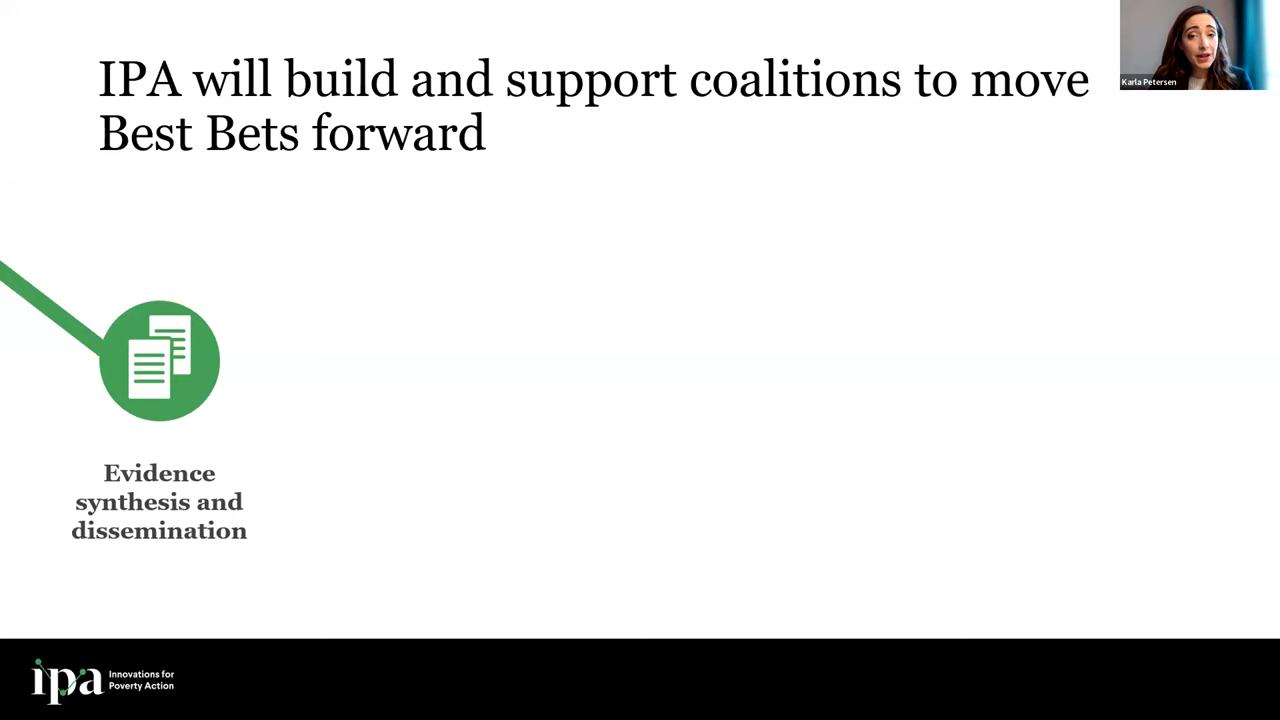 IPA will build and support coalitions to move
Best Bets forward
Karla Petersen
Evidence
synthesis and
dissemination
ipa
Innovations for
Poverty Action